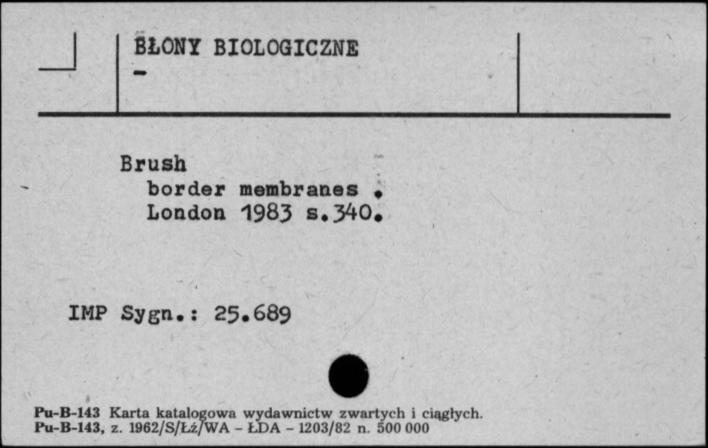 BŁONY BIOLOGICZNE
-
Brush
border membranes .
London 1983 s.340.
IMP Sygn.: 25.689
Pu-B-143 Karta katalogowa wydawnictw zwartych i ciągłych.
Pu-B-143, z. 1962/S/Łż/WA - ŁDA - 1203/82 n. 500 000